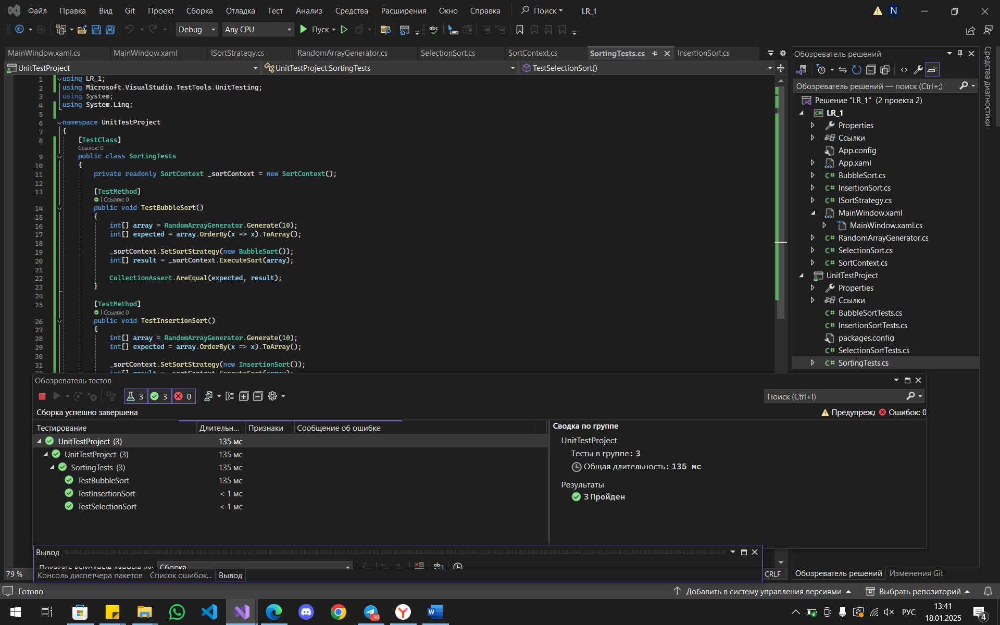 Файл Правка Вид Git Проект Сборка Отладка Тест Анализ Средства Расширения Окно Справка Поиск LR_1 N
Debug Any CPU Пуск abc
MainWindow.xaml.cs MainWindow.xaml ISortStrategy.cs RandomArrayGenerator.cs SelectionSort.cs SortContext.cs SortingTests.cs InsertionSort.cs
UnitTestProject UnitTestProject.SortingTests TestSelectionSort()
1 using LR_1;
2 using Microsoft.VisualStudio.TestTools.UnitTesting;
3 using System;
4 using System.Linq;
5
6 namespace UnitTestProject
7 {
8 [TestClass]
Ссылок: 0
9 public class SortingTests
10 {
11 private readonly SortContext _sortContext = new SortContext();
12
13 [TestMethod]
| Ссылок: 0
14 public void TestBubbleSort()
15 {
16 int[] array = RandomArrayGenerator.Generate(10);
17 int[] expected = array.OrderBy(x => x).ToArray();
18
19 _sortContext.SetSortStrategy(new BubbleSort());
20 int[] result = _sortContext.ExecuteSort(array);
21
22 CollectionAssert.AreEqual(expected, result);
23 }
24
25 [TestMethod]
| Ссылок: 0
26 public void TestInsertionSort()
27 {
28 int[] array = RandomArrayGenerator.Generate(10);
29 int[] expected = array.OrderBy(x => x).ToArray();
30
31 _sortContext.SetSortStrategy(new InsertionSort());
int[] result = _sortContext.ExecuteSort(array);
Обозреватель решений
Обозреватель решений — поиск (Ctrl+;)
Решение "LR_1" (2 проекта 2)
LR_1
Properties
Ссылки
App.config
App.xaml
BubbleSort.cs
InsertionSort.cs
ISortStrategy.cs
MainWindow.xaml
MainWindow.xaml.cs
RandomArrayGenerator.cs
SelectionSort.cs
SortContext.cs
UnitTestProject
Properties
Ссылки
BubbleSortTests.cs
InsertionSortTests.cs
packages.config
SelectionSortTests.cs
SortingTests.cs
Средства диагностики
Обозреватель тестов
3 3 0
Поиск (Ctrl+I)
Сборка успешно завершена
Предупрежд Ошибок: 0
Тестирование Длительн... Признаки Сообщение об ошибке
UnitTestProject (3) 135 мс
UnitTestProject (3) 135 мс
SortingTests (3) 135 мс
TestBubbleSort 135 мс
TestInsertionSort < 1 мс
TestSelectionSort < 1 мс
Сводка по группе
UnitTestProject
Тесты в группе: 3
Общая длительность: 135 мс
Результаты
3 Пройден
Вывод
Показать выходные данные из: Сборка
79 %
Консоль диспетчера пакетов Список ошибок... Вывод
CRLF
Обозреватель решений Изменения Git
Готово
Добавить в систему управления версиями Выбрать репозиторий
98
РУС
13:41
18.01.2025
4